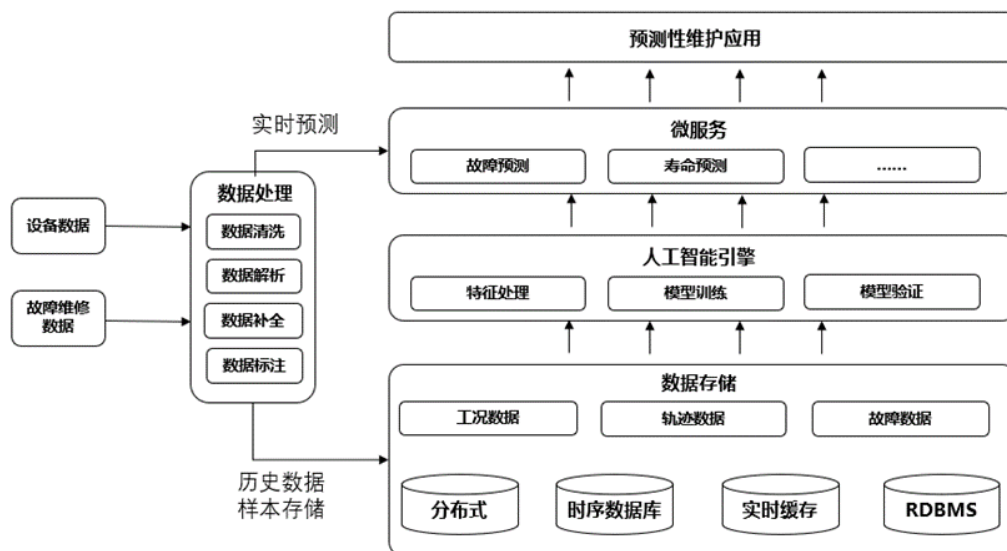 预测性维护应用
实时预测
微服务
故障预测
寿命预测
......
数据处理
设备数据
数据清洗
数据解析
故障维修
数据
数据补全
数据标注
人工智能引擎
特征处理
模型训练
模型验证
数据存储
工况数据
轨迹数据
故障数据
历史数据
样本存储
分布式
时序数据库
实时缓存
RDBMS